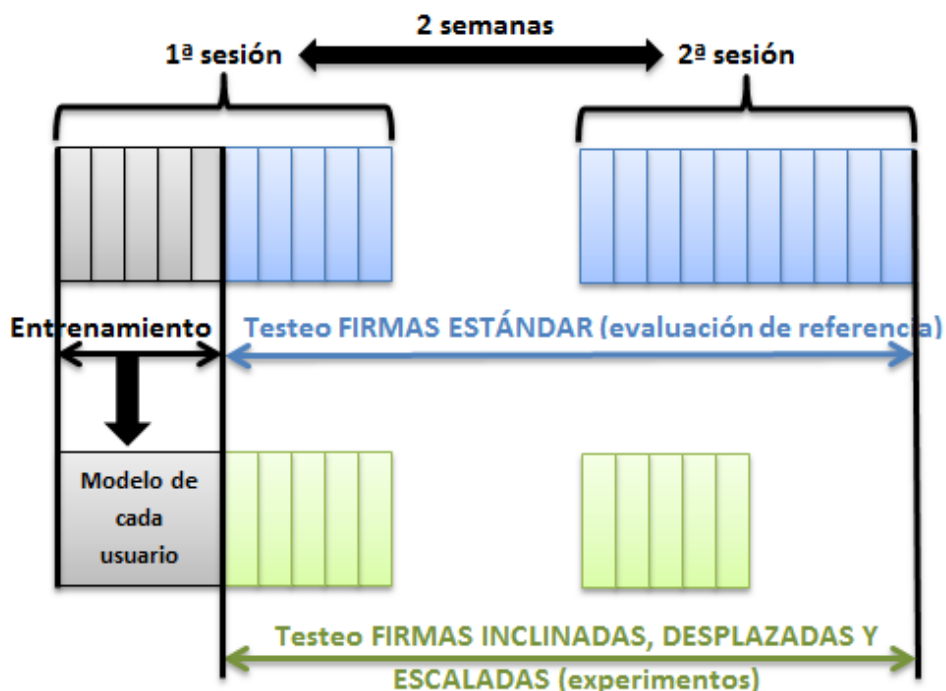 2 semanas
1ª sesión
2ª sesión
Entrenamiento
Testeo FIRMAS ESTÁNDAR (evaluación de referencia)
Modelo de
cada
usuario
Testeo FIRMAS INCLINADAS, DESPLAZADAS Y
ESCALADAS (experimentos)